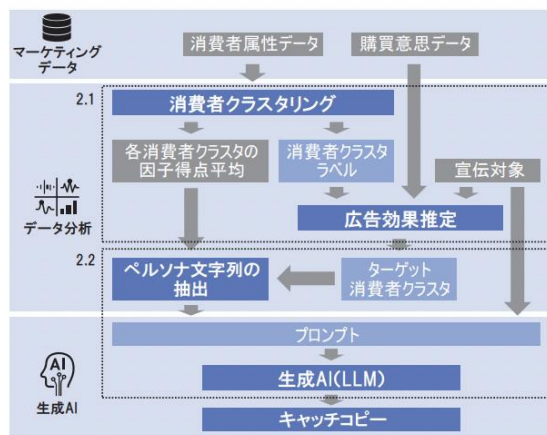 マーケティング
データ
消費者属性データ
購買意思データ
2.1
消費者クラスタリング
各消費者クラスタの
因子得点平均
消費者クラスタ
ラベル
宣伝対象
データ分析
広告効果推定
2.2
ペルソナ文字列の
抽出
ターゲット
消費者クラスタ
プロンプト
AI
生成AI
生成AI(LLM)
キャッチコピー